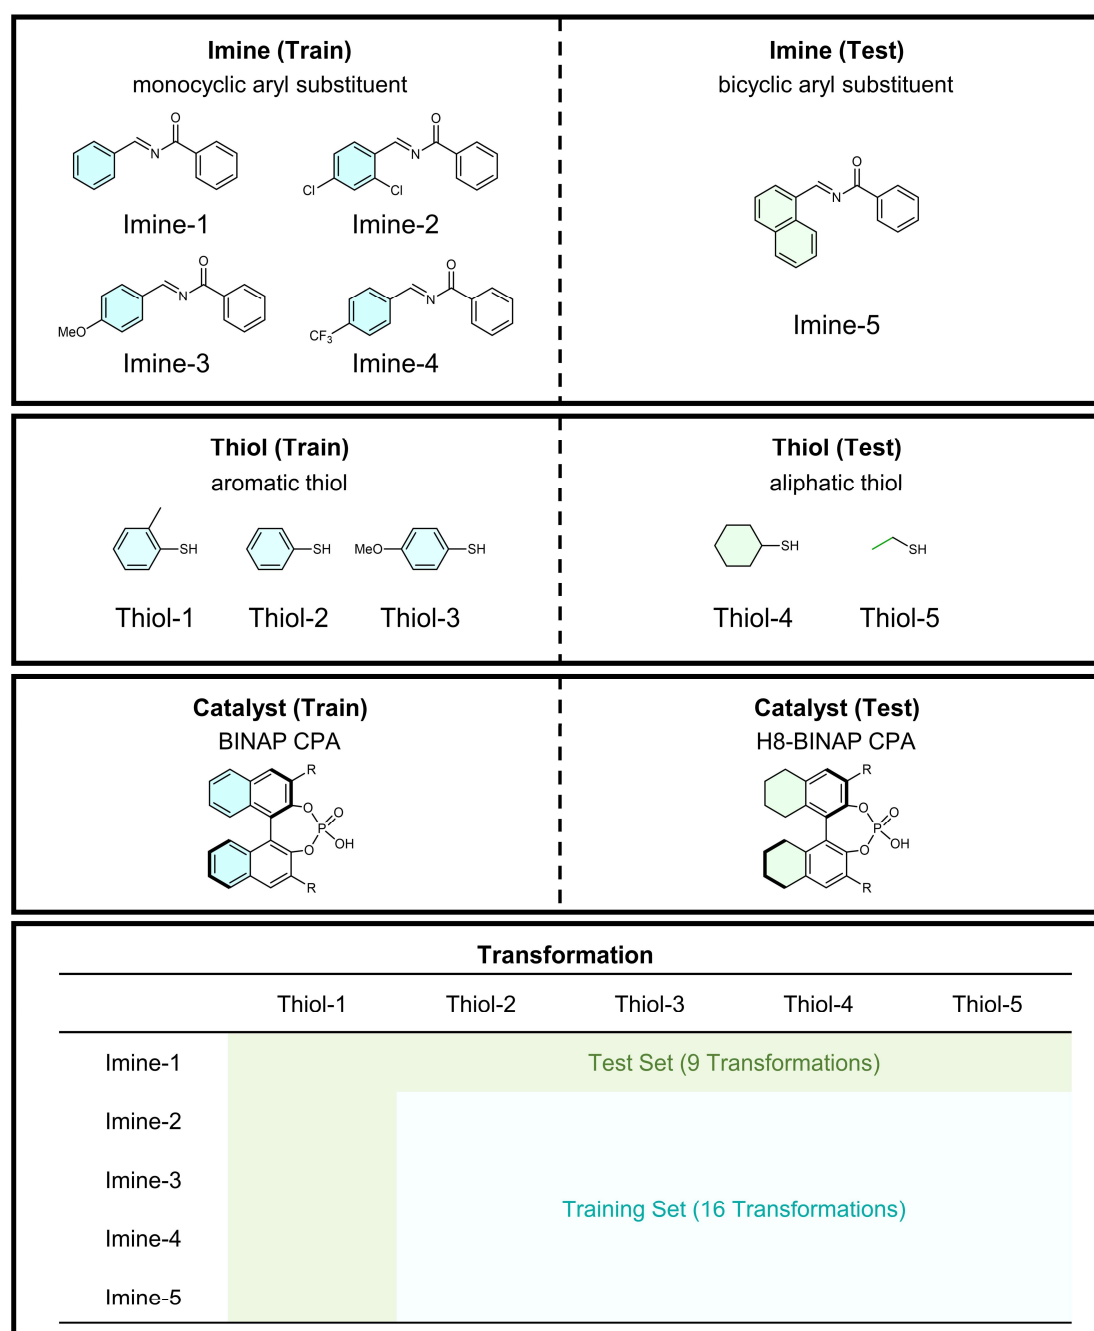 Imine (Train)
monocyclic aryl substituent
O
N
Imine-1
O
N
Cl
Cl
Imine-2
O
N
MeO
Imine-3
O
N
CF3
Imine-4
Imine (Test)
bicyclic aryl substituent
O
N
Imine-5
Thiol (Train)
aromatic thiol
SH
SH
MeO
SH
Thiol-1
Thiol-2
Thiol-3
Thiol (Test)
aliphatic thiol
SH
SH
Thiol-4
Thiol-5
Catalyst (Train)
BINAP CPA
R
O
O
P
OH
O
R
Catalyst (Test)
H8-BINAP CPA
R
O
O
P
OH
O
R
Transformation
Thiol-1 Thiol-2 Thiol-3 Thiol-4 Thiol-5
Imine-1 Test Set (9 Transformations)
Imine-2
Imine-3
Training Set (16 Transformations)
Imine-4
Imine-5